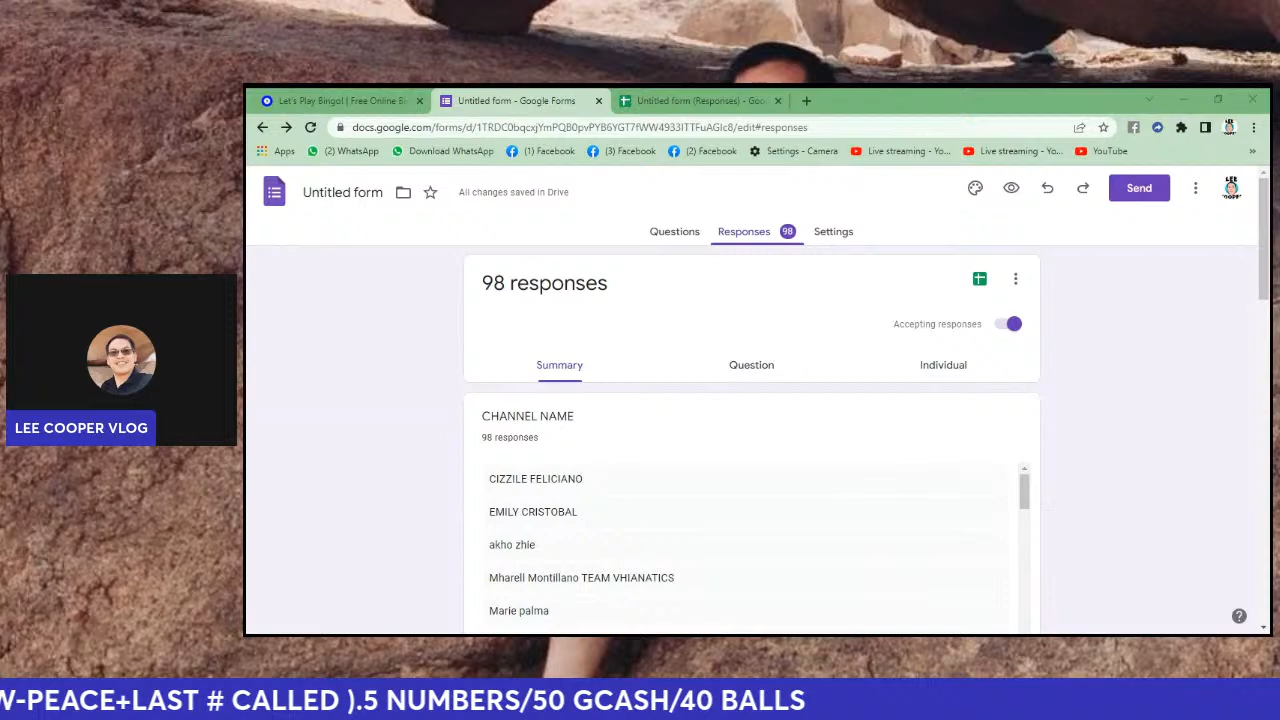 Let's Play Bingo! | Free Online Bi
Untitled form - Google Forms
Untitled form (Responses) - Goo
docs.google.com/forms/d/1TRDC0bqcxjYmPQB0pvPYB6YGT7fWW4933ITTFuAGIc8/edit#responses
Apps
(2) WhatsApp
Download WhatsApp
(1) Facebook
(3) Facebook
(2) Facebook
Settings - Camera
Live streaming - Yo...
Live streaming - Yo...
YouTube
Untitled form
All changes saved in Drive
Send
Questions
Responses 98
Settings
98 responses
Accepting responses
Summary
Question
Individual
CHANNEL NAME
98 responses
CIZZILE FELICIANO
EMILY CRISTOBAL
akho zhie
Mharell Montillano TEAM VHIANATICS
Marie palma
LEE COOPER VLOG
W-PEACE+LAST # CALLED ).5 NUMBERS/50 GCASH/40 BALLS